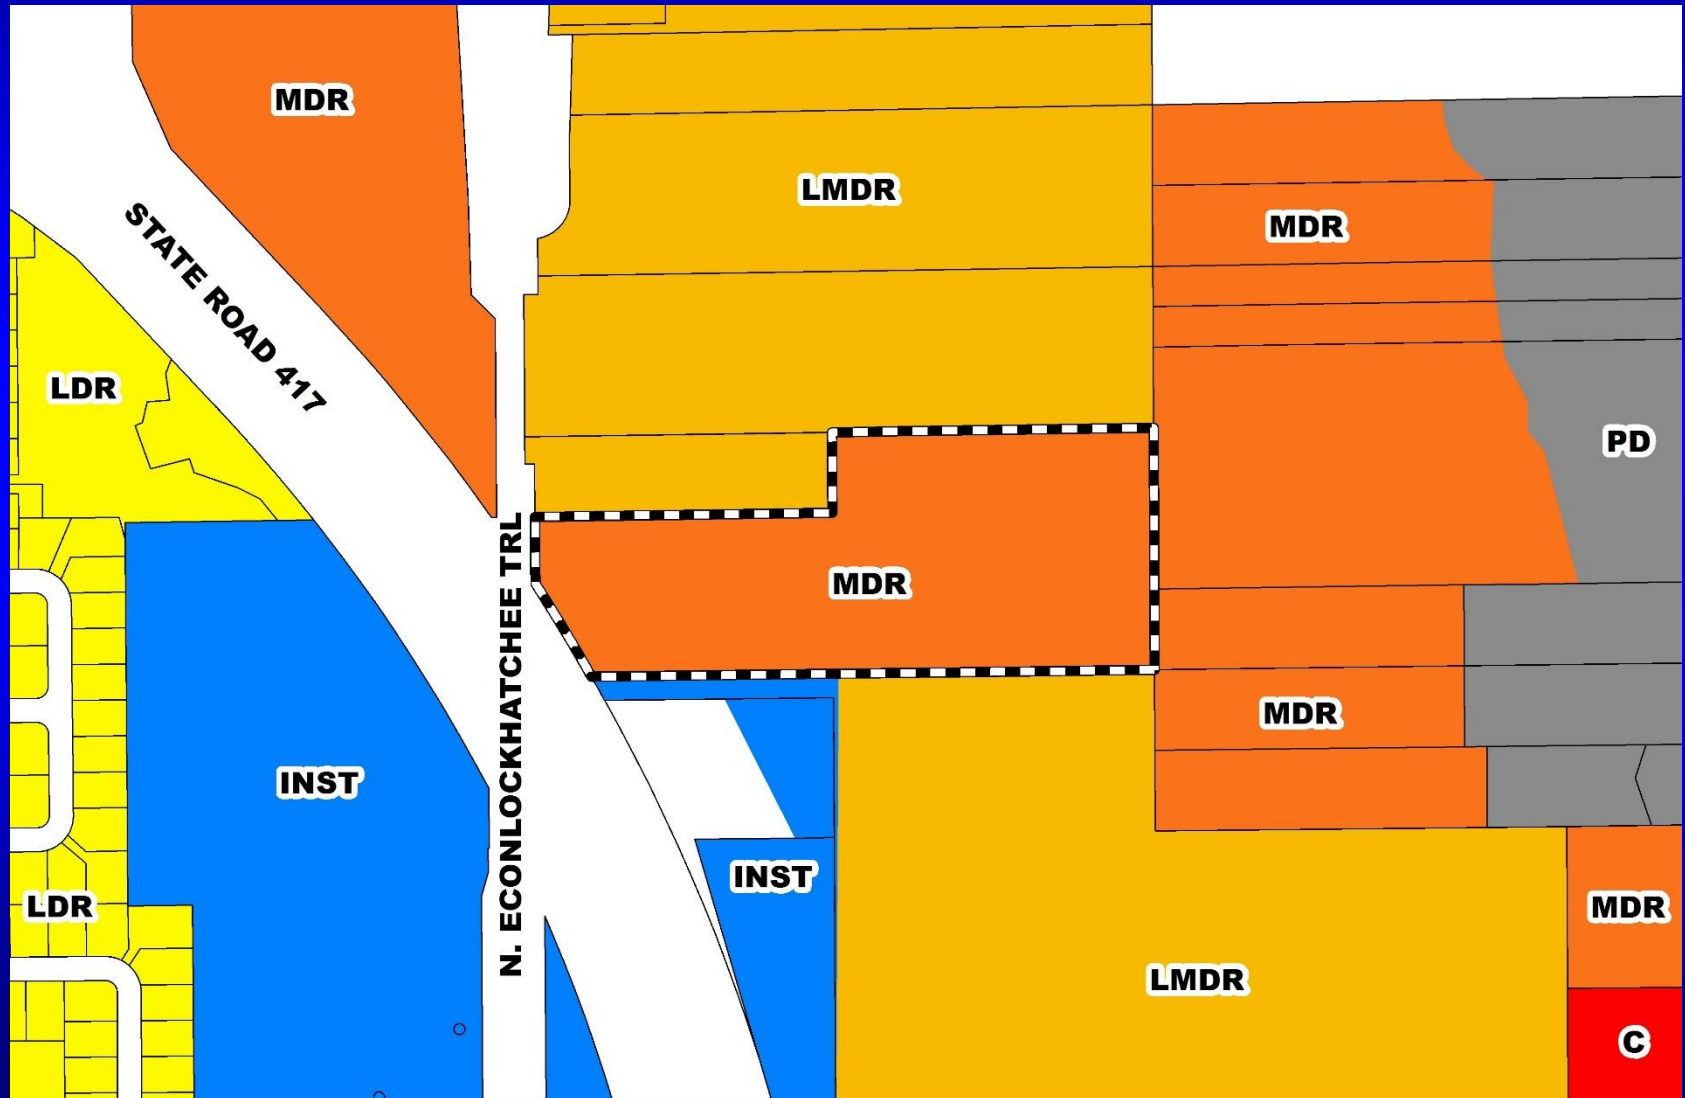 MDR
LMDR
MDR
STATE ROAD 417
LDR
PD
N. ECONLOCKHATCHEE TRL
MDR
MDR
INST
INST
LDR
MDR
LMDR
C